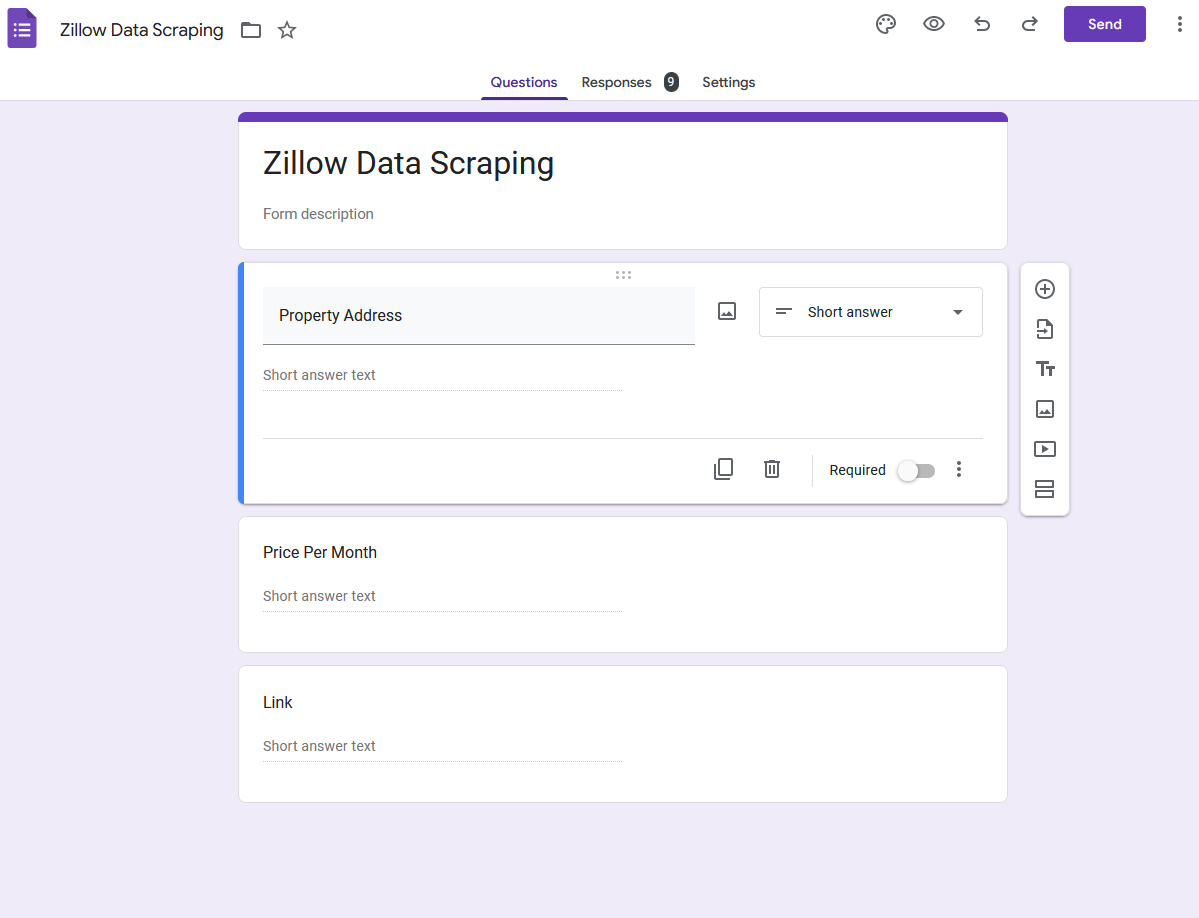 Zillow Data Scraping
Send
Questions
Responses 9
Settings
Zillow Data Scraping
Form description
Property Address
Short answer
Short answer text
Required
Tт
Price Per Month
Short answer text
Link
Short answer text